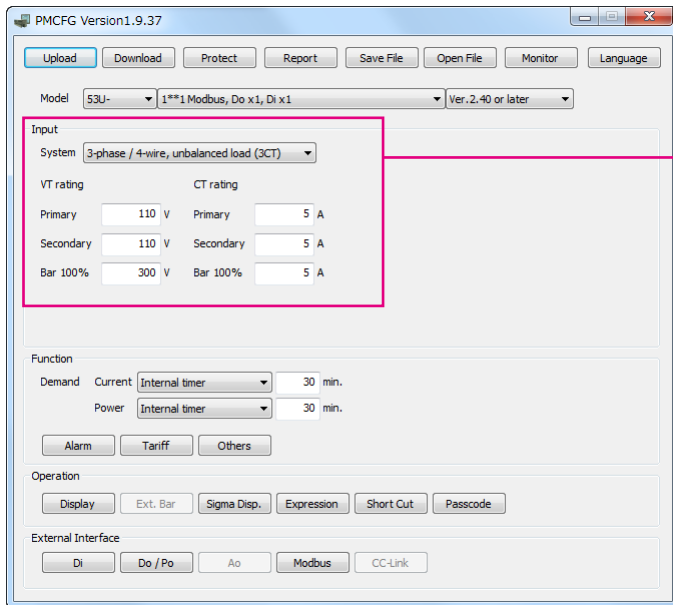 PMCFG Version1.9.37
Upload Download Protect Report Save File Open File Monitor Language
Model 53U- 1**1 Modbus, Do x1, Di x1 Ver.2.40 or later
Input
System 3-phase / 4-wire, unbalanced load (3CT)
VT rating CT rating
Primary 110 V Primary 5 A
Secondary 110 V Secondary 5 A
Bar 100% 300 V Bar 100% 5 A
Function
Demand Current Internal timer 30 min.
Power Internal timer 30 min.
Alarm Tariff Others
Operation
Display Ext. Bar Sigma Disp. Expression Short Cut Passcode
External Interface
Di Do / Po Ao Modbus CC-Link